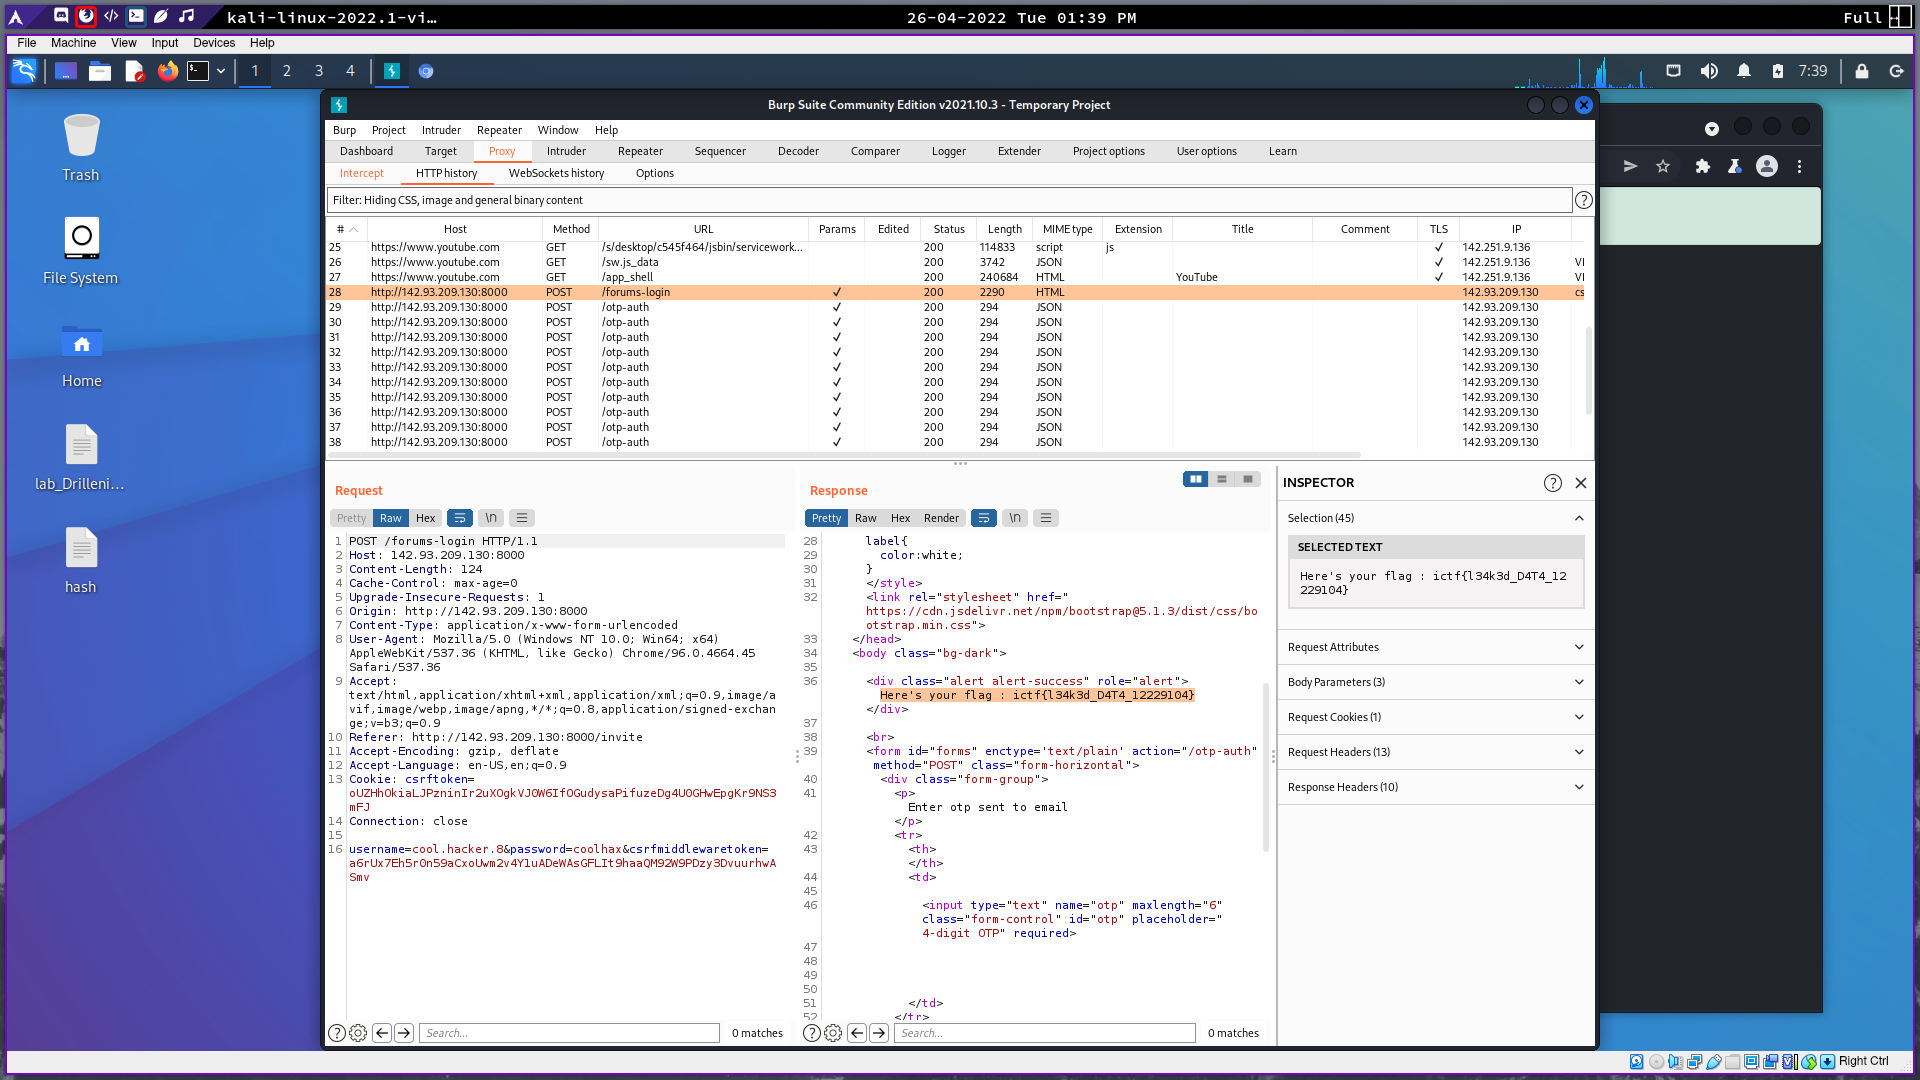 kali-linux-2022.1-vi…
26-04-2022 Tue 01:39 PM
Full
File Machine View Input Devices Help
1 2 3 4
7:39
Trash
File System
Home
lab_Drilleni…
hash
Burp Suite Community Edition v2021.10.3 - Temporary Project
Burp Project Intruder Repeater Window Help
Dashboard Target Proxy Intruder Repeater Sequencer Decoder Comparer Logger Extender Project options User options Learn
Intercept HTTP history WebSockets history Options
Filter: Hiding CSS, image and general binary content
# Host Method URL Params Edited Status Length MIME type Extension Title Comment TLS IP
25 https://www.youtube.com GET /s/desktop/c545f464/jsbin/servicework... 200 114833 script js ✓ 142.251.9.136
26 https://www.youtube.com GET /sw.js_data 200 3742 JSON ✓ 142.251.9.136 VI
27 https://www.youtube.com GET /app_shell 200 240684 HTML YouTube ✓ 142.251.9.136 VI
28 http://142.93.209.130:8000 POST /forums-login ✓ 200 2290 HTML 142.93.209.130 cs
29 http://142.93.209.130:8000 POST /otp-auth ✓ 200 294 JSON 142.93.209.130
30 http://142.93.209.130:8000 POST /otp-auth ✓ 200 294 JSON 142.93.209.130
31 http://142.93.209.130:8000 POST /otp-auth ✓ 200 294 JSON 142.93.209.130
32 http://142.93.209.130:8000 POST /otp-auth ✓ 200 294 JSON 142.93.209.130
33 http://142.93.209.130:8000 POST /otp-auth ✓ 200 294 JSON 142.93.209.130
34 http://142.93.209.130:8000 POST /otp-auth ✓ 200 294 JSON 142.93.209.130
35 http://142.93.209.130:8000 POST /otp-auth ✓ 200 294 JSON 142.93.209.130
36 http://142.93.209.130:8000 POST /otp-auth ✓ 200 294 JSON 142.93.209.130
37 http://142.93.209.130:8000 POST /otp-auth ✓ 200 294 JSON 142.93.209.130
38 http://142.93.209.130:8000 POST /otp-auth ✓ 200 294 JSON 142.93.209.130
Request
Pretty Raw Hex \n
1 POST /forums-login HTTP/1.1
2 Host: 142.93.209.130:8000
3 Content-Length: 124
4 Cache-Control: max-age=0
5 Upgrade-Insecure-Requests: 1
6 Origin: http://142.93.209.130:8000
7 Content-Type: application/x-www-form-urlencoded
8 User-Agent: Mozilla/5.0 (Windows NT 10.0; Win64; x64)
AppleWebKit/537.36 (KHTML, like Gecko) Chrome/96.0.4664.45
Safari/537.36
9 Accept:
text/html,application/xhtml+xml,application/xml;q=0.9,image/a
vif,image/webp,image/apng,*/*;q=0.8,application/signed-exchan
ge;v=b3;q=0.9
10 Referer: http://142.93.209.130:8000/invite
11 Accept-Encoding: gzip, deflate
12 Accept-Language: en-US,en;q=0.9
13 Cookie: csrftoken=
oUZHhOkiaLJPzninIr2uXOgkVJ0W6IfOGudysaPifuzeDg4U0GHwEpgKr9NS3
mFJ
14 Connection: close
15
16 username=cool.hacker.8&password=coolhax&csrfmiddlewaretoken=
a6rUx7Eh5r0n59aCxoUwm2v4Y1uADeWAsGFLIt9haaQM92W9PDzy3DvuurhwA
Smv
Search... 0 matches
Response
Pretty Raw Hex Render \n
28 label{
29 color:white;
30 }
31 </style>
32 <link rel="stylesheet" href="
https://cdn.jsdelivr.net/npm/bootstrap@5.1.3/dist/css/bo
otstrap.min.css">
33 </head>
34 <body class="bg-dark">
35
36 <div class="alert alert-success" role="alert">
Here's your flag : ictf{l34k3d_D4T4_12229104}
</div>
37
38 <br>
39 <form id="forms" enctype='text/plain' action="/otp-auth"
method="POST" class="form-horizontal">
40 <div class="form-group">
41 <p>
Enter otp sent to email
</p>
42 <tr>
43 <th>
</th>
44 <td>
45
46 <input type="text" name="otp" maxlength="6"
class="form-control" id="otp" placeholder="
4-digit OTP" required>
47
48
49
50
51 </td>
52 </tr>
Search... 0 matches
INSPECTOR
Selection (45)
SELECTED TEXT
Here's your flag : ictf{l34k3d_D4T4_12
229104}
Request Attributes
Body Parameters (3)
Request Cookies (1)
Request Headers (13)
Response Headers (10)
Right Ctrl